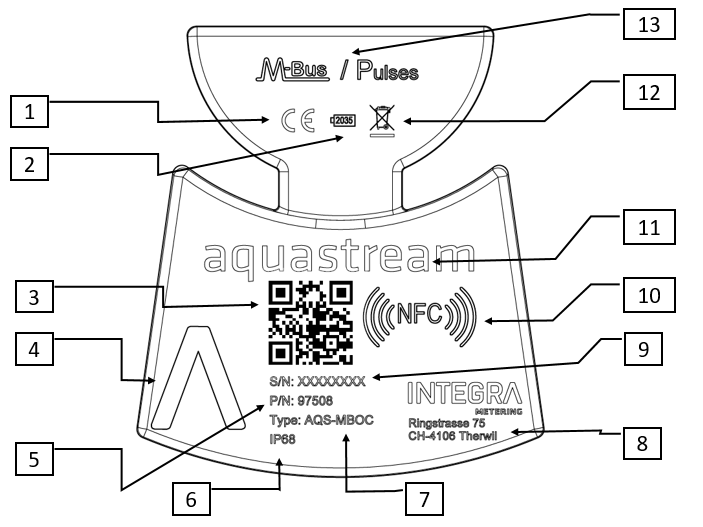 13
M-Bus / Pulses
12
1
CE
2035
2
11
aquastream
3
10
NFC
4
9
S/N: XXXXXXXX
P/N: 97508
Type: AQS-MBOC
IP68
INTEGRA
METERING
Ringstrasse 75
CH-4106 Therwil
8
5
6
7